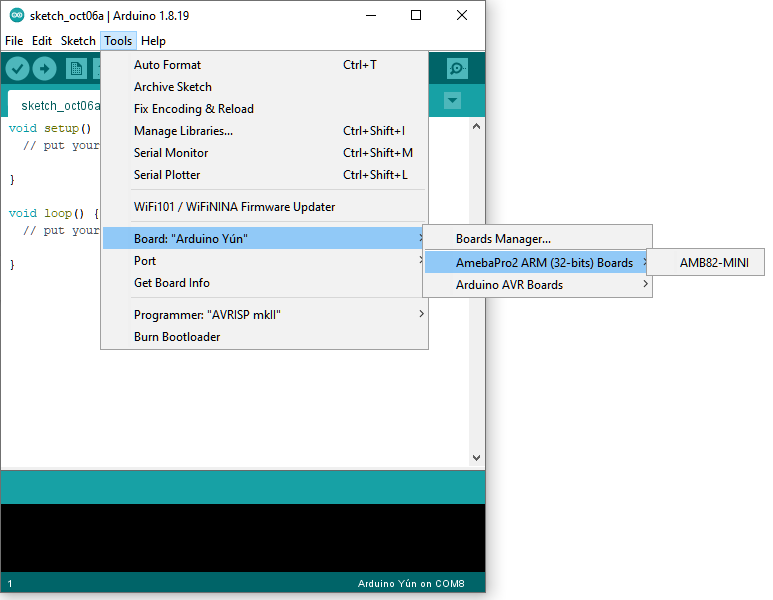 sketch_oct06a | Arduino 1.8.19
File Edit Sketch Tools Help
Auto Format Ctrl+T
Archive Sketch
Fix Encoding & Reload
Manage Libraries... Ctrl+Shift+I
Serial Monitor Ctrl+Shift+M
Serial Plotter Ctrl+Shift+L
WiFi101 / WiFiNINA Firmware Updater
Board: "Arduino Yún"
Port
Get Board Info
Programmer: "AVRISP mkII"
Burn Bootloader
Boards Manager...
AmebaPro2 ARM (32-bits) Boards
Arduino AVR Boards
AMB82-MINI
sketch_oct06a
void setup()
// put your
}
void loop() {
// put your
}
1 Arduino Yún on COM8